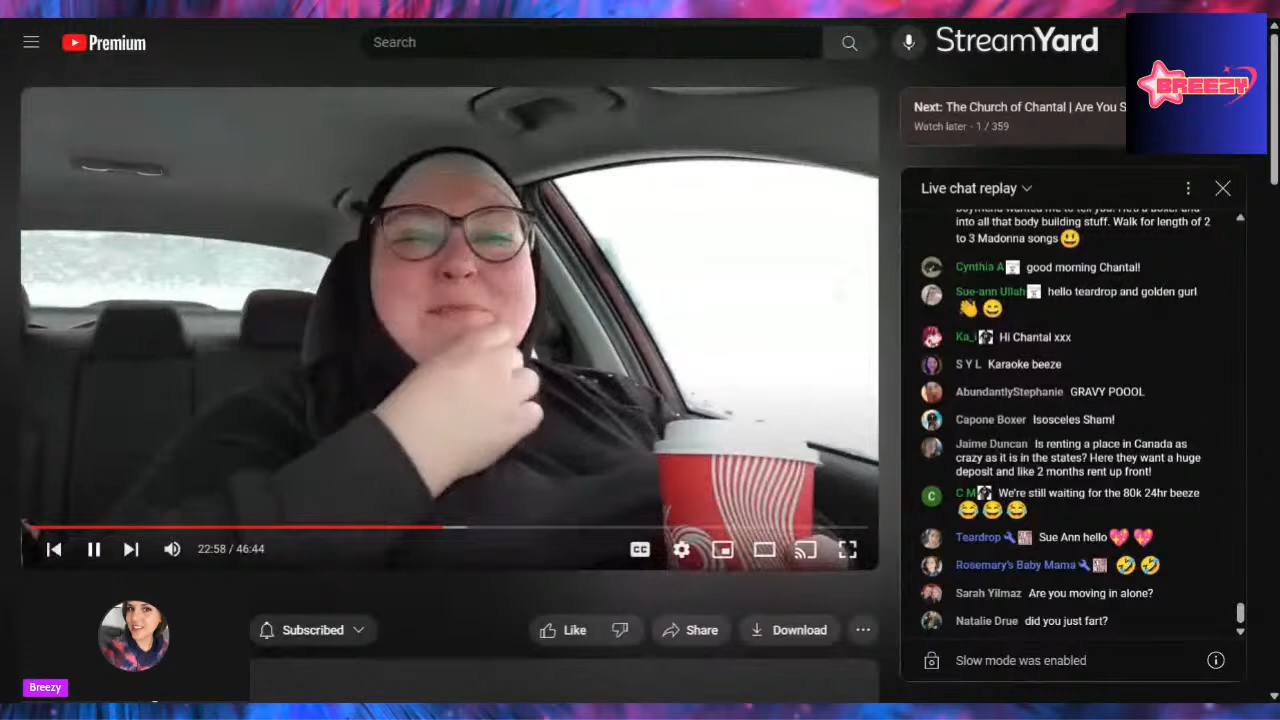 Premium
Search
StreamYard
BREEZY
Next: The Church of Chantal | Are You S
Watch later - 1 / 359
Live chat replay
into all that body building stuff. Walk for length of 2
to 3 Madonna songs 😃
Cynthia A good morning Chantal!
Sue-ann Ullah hello teardrop and golden gurl
👋 😄
Ka_i Hi Chantal xxx
S Y L Karaoke beeze
AbundantlyStephanie GRAVY POOOL
Capone Boxer Isosceles Sham!
Jaime Duncan Is renting a place in Canada as
crazy as it is in the states? Here they want a huge
deposit and like 2 months rent up front!
C
C M We're still waiting for the 80k 24hr beeze
😂 😂 😂
Teardrop Sue Ann hello 💖 💖
Rosemary's Baby Mama 🤣 🤣
Sarah Yilmaz Are you moving in alone?
Natalie Drue did you just fart?
Slow mode was enabled
22:58 / 46:44
CC
Subscribed
Like
Share
Download
Breezy